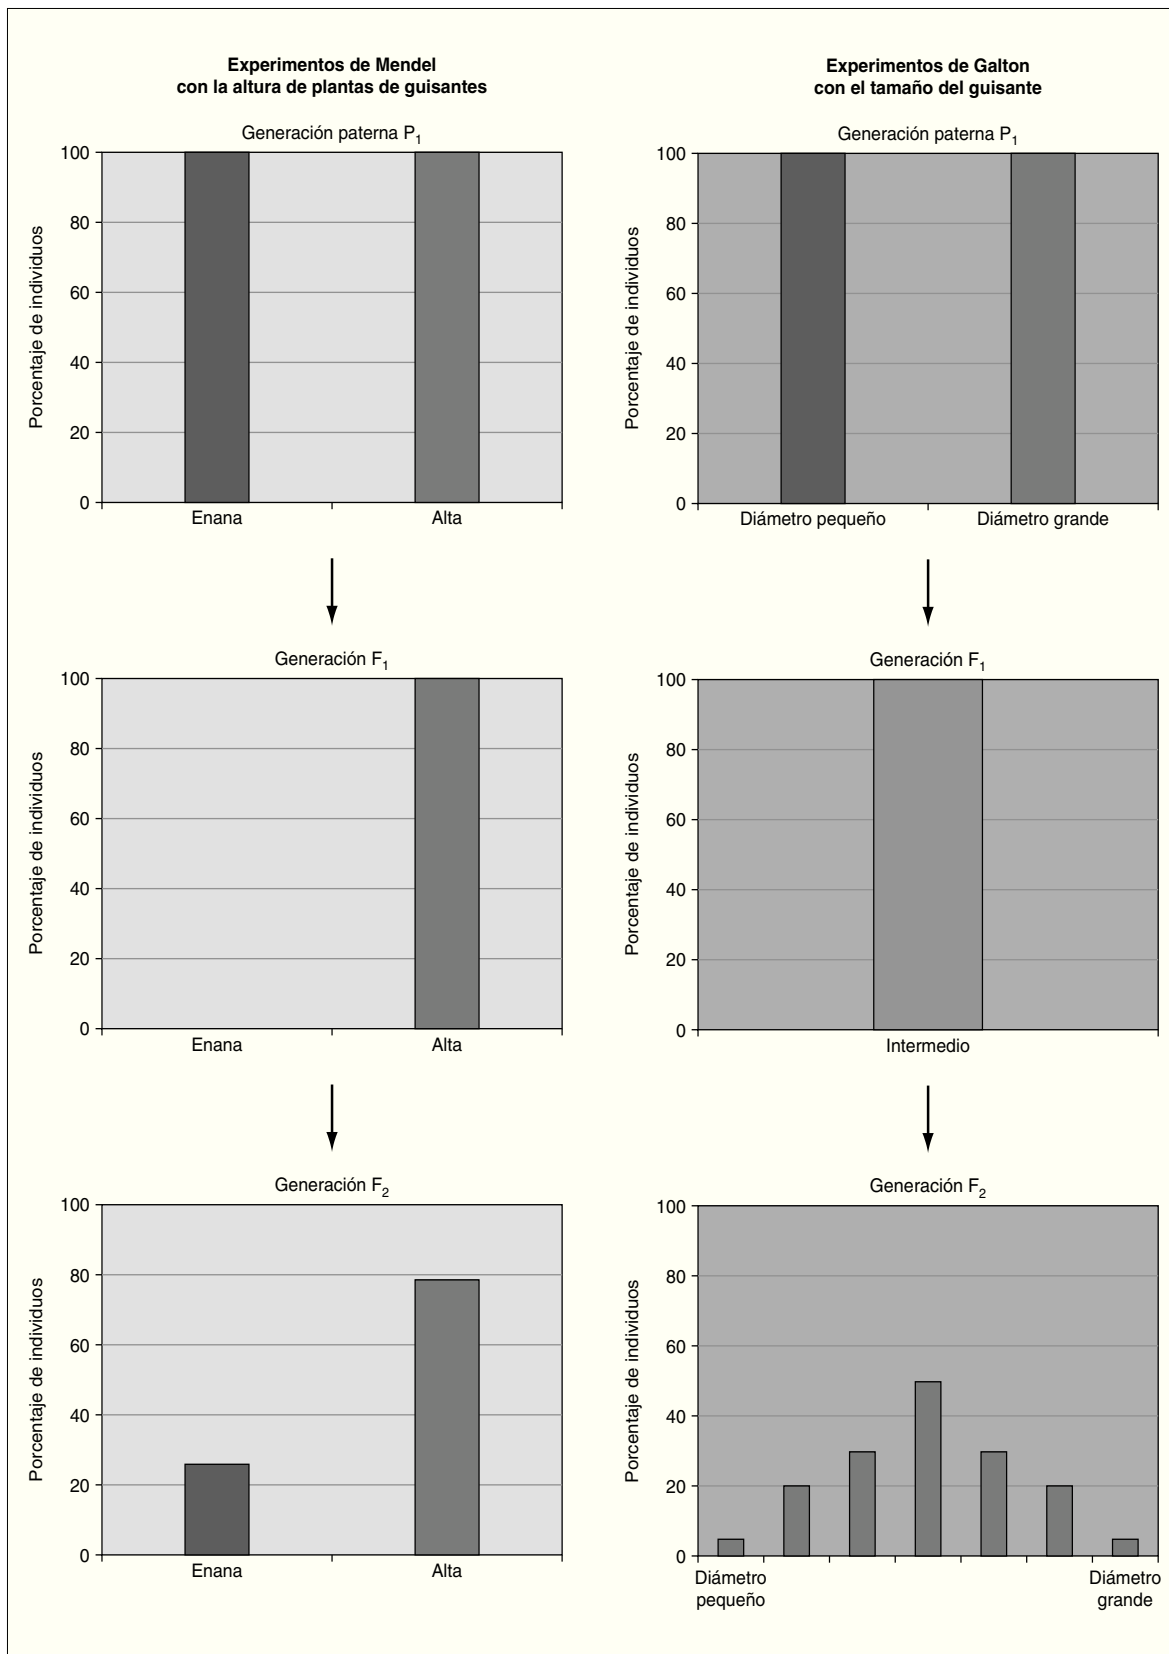 Experimentos de Mendel
con la altura de plantas de guisantes
Generación paterna P1
Porcentaje de individuos
100
80
60
40
20
0
Enana Alta
Generación F1
Porcentaje de individuos
100
80
60
40
20
0
Enana Alta
Generación F2
Porcentaje de individuos
100
80
60
40
20
0
Enana Alta
Experimentos de Galton
con el tamaño del guisante
Generación paterna P1
Porcentaje de individuos
100
80
60
40
20
0
Diámetro pequeño Diámetro grande
Generación F1
Porcentaje de individuos
100
80
60
40
20
0
Intermedio
Generación F2
Porcentaje de individuos
100
80
60
40
20
0
Diámetro
pequeño
Diámetro
grande